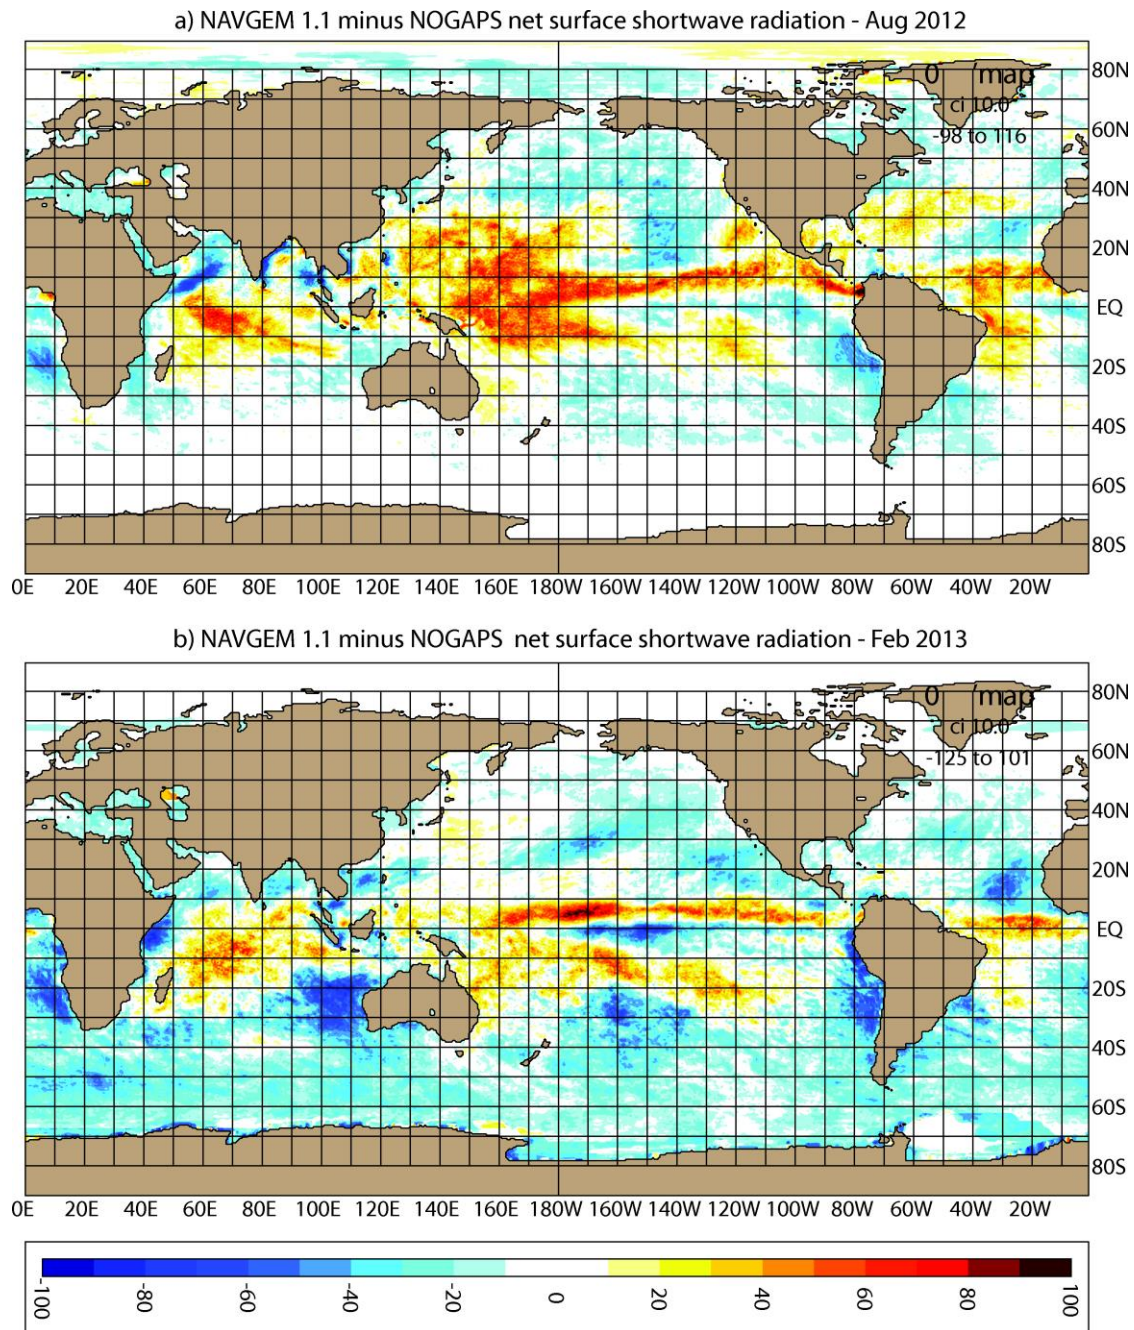 a) NAVGEM 1.1 minus NOGAPS net surface shortwave radiation - Aug 2012
0 /map
ci 10.0
-98 to 116
80N
60N
40N
20N
EQ
20S
40S
60S
80S
0E 20E 40E 60E 80E 100E 120E 140E 160E 180W 160W 140W 120W 100W 80W 60W 40W 20W
b) NAVGEM 1.1 minus NOGAPS net surface shortwave radiation - Feb 2013
0 /map
ci 10.0
-125 to 101
80N
60N
40N
20N
EQ
20S
40S
60S
80S
0E 20E 40E 60E 80E 100E 120E 140E 160E 180W 160W 140W 120W 100W 80W 60W 40W 20W
-100 -80 -60 -40 -20 0 20 40 60 80 100